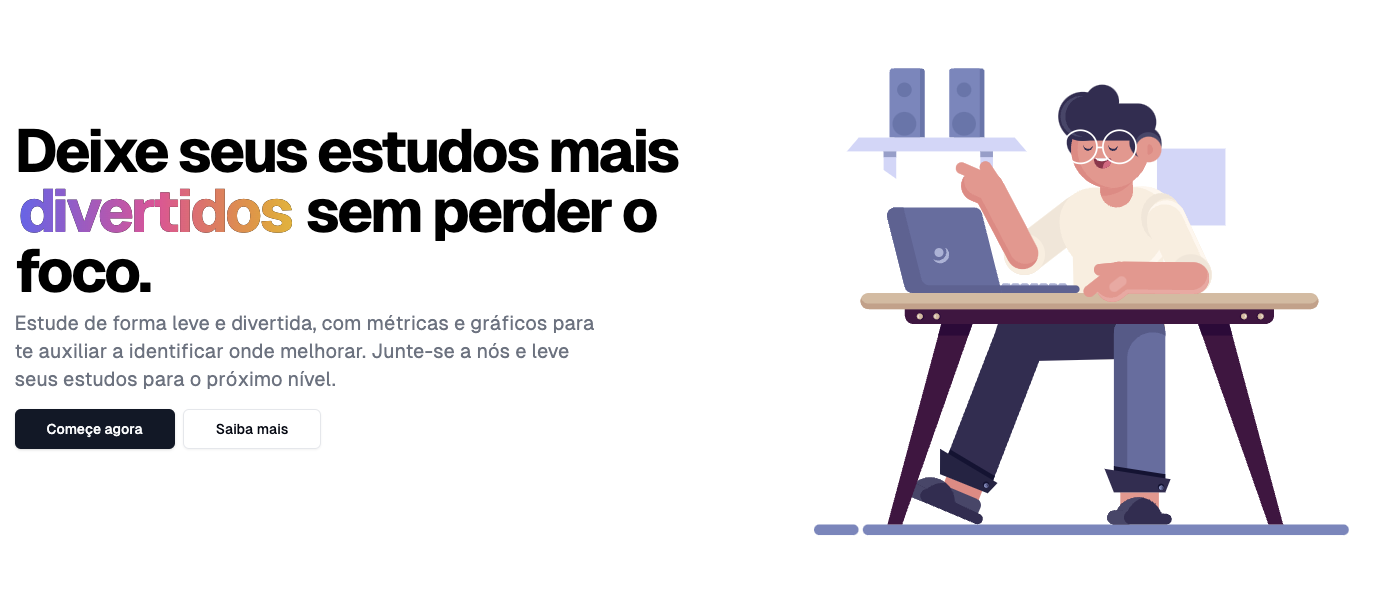 Deixe seus estudos mais
divertidos sem perder o
foco.
Estude de forma leve e divertida, com métricas e gráficos para
te auxiliar a identificar onde melhorar. Junte-se a nós e leve
seus estudos para o próximo nível.
Começe agora
Saiba mais